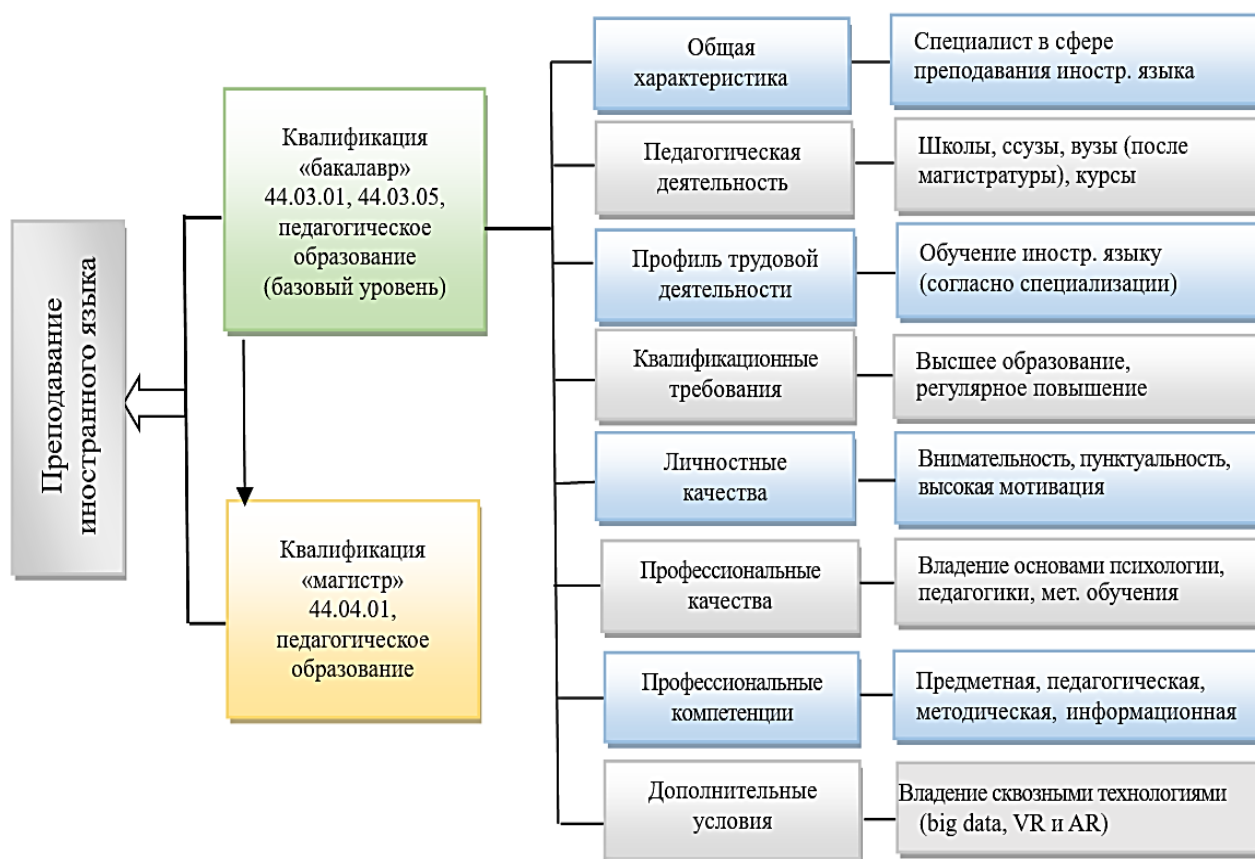 Преподавание
иностранного языка
Квалификация
«бакалавр»
44.03.01, 44.03.05,
педагогическое
образование
(базовый уровень)
Квалификация
«магистр»
44.04.01,
педагогическое
образование
Общая
характеристика
Специалист в сфере
преподавания иностр. языка
Педагогическая
деятельность
Школы, ссузы, вузы (после
магистратуры), курсы
Профиль трудовой
деятельности
Обучение иностр. языку
(согласно специализации)
Квалификационные
требования
Высшее образование,
регулярное повышение
Личностные
качества
Внимательность, пунктуальность,
высокая мотивация
Профессиональные
качества
Владение основами психологии,
педагогики, мет. обучения
Профессиональные
компетенции
Предметная, педагогическая,
методическая, информационная
Дополнительные
условия
Владение сквозными технологиями
(big data, VR и AR)